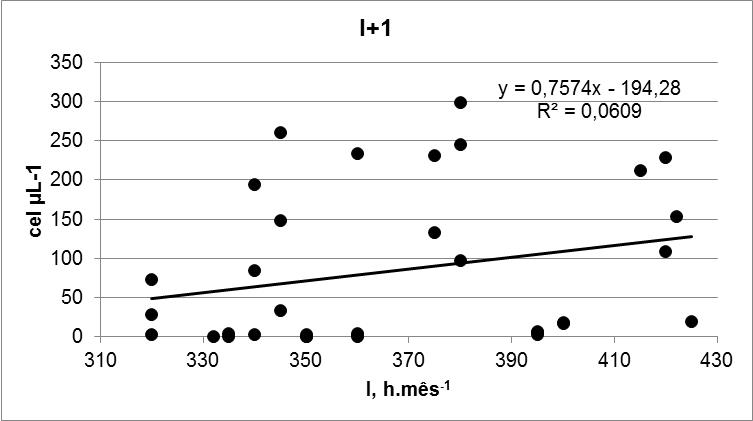 I+1
y = 0,7574x - 194,28
R² = 0,0609
cel µL-1
350
300
250
200
150
100
50
0
310 330 350 370 390 410 430
I, h.mês⁻¹